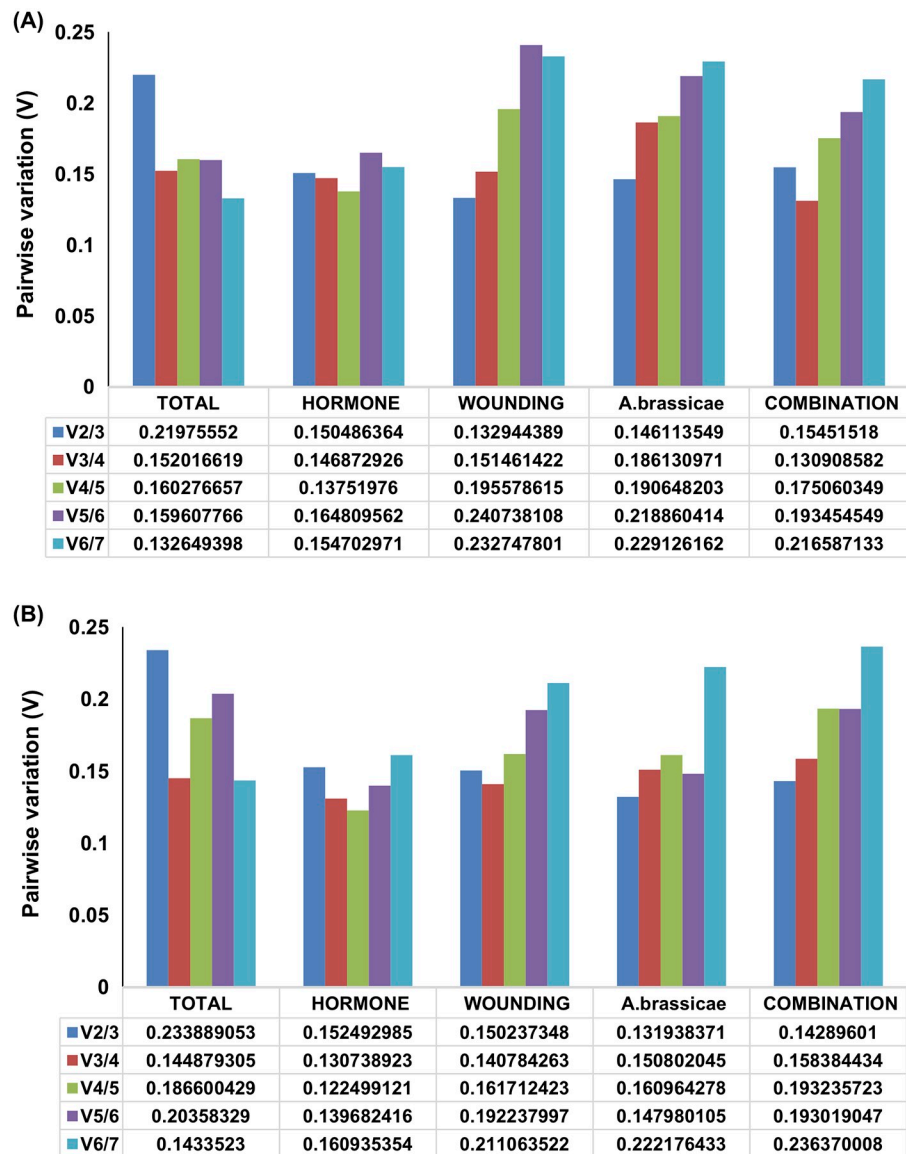 (A)
0.25
0.2
0.15
0.1
0.05
0
Pairwise variation (V)
TOTAL HORMONE WOUNDING A.brassicae COMBINATION
V2/3 0.21975552 0.150486364 0.132944389 0.146113549 0.15451518
V3/4 0.152016619 0.146872926 0.151461422 0.186130971 0.130908582
V4/5 0.160276657 0.13751976 0.195578615 0.190648203 0.175060349
V5/6 0.159607766 0.164809562 0.240738108 0.218860414 0.193454549
V6/7 0.132649398 0.154702971 0.232747801 0.229126162 0.216587133
(B)
0.25
0.2
0.15
0.1
0.05
0
Pairwise variation (V)
TOTAL HORMONE WOUNDING A.brassicae COMBINATION
V2/3 0.233889053 0.152492985 0.150237348 0.131938371 0.14289601
V3/4 0.144879305 0.130738923 0.140784263 0.150802045 0.158384434
V4/5 0.186600429 0.122499121 0.161712423 0.160964278 0.193235723
V5/6 0.20358329 0.139682416 0.192237997 0.147980105 0.193019047
V6/7 0.1433523 0.160935354 0.211063522 0.222176433 0.236370008